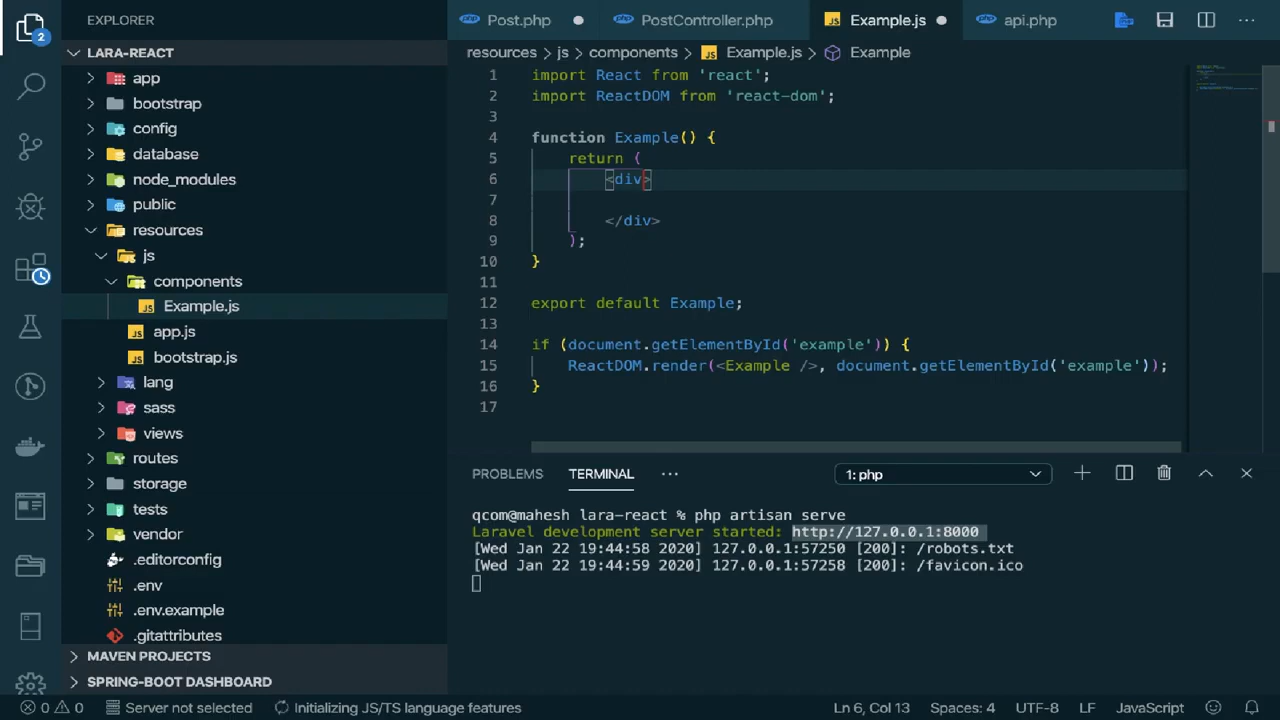 EXPLORER
Post.php
PostController.php
Example.js
api.php
2
LARA-REACT
app
bootstrap
config
database
node_modules
public
resources
js
components
Example.js
app.js
bootstrap.js
lang
sass
views
routes
storage
tests
vendor
.editorconfig
.env
.env.example
.gitattributes
MAVEN PROJECTS
SPRING-BOOT DASHBOARD
resources > js > components > JS Example.js > Example
1 import React from 'react';
2 import ReactDOM from 'react-dom';
3
4 function Example() {
5 return (
6 <div>
7
8 </div>
9 );
10 }
11
12 export default Example;
13
14 if (document.getElementById('example')) {
15 ReactDOM.render(<Example />, document.getElementById('example'));
16 }
17
PROBLEMS TERMINAL ... 1: php
qcom@mahesh lara-react % php artisan serve
Laravel development server started: http://127.0.0.1:8000
[Wed Jan 22 19:44:58 2020] 127.0.0.1:57250 [200]: /robots.txt
[Wed Jan 22 19:44:59 2020] 127.0.0.1:57258 [200]: /favicon.ico
0 0 Server not selected Initializing JS/TS language features Ln 6, Col 13 Spaces: 4 UTF-8 LF JavaScript